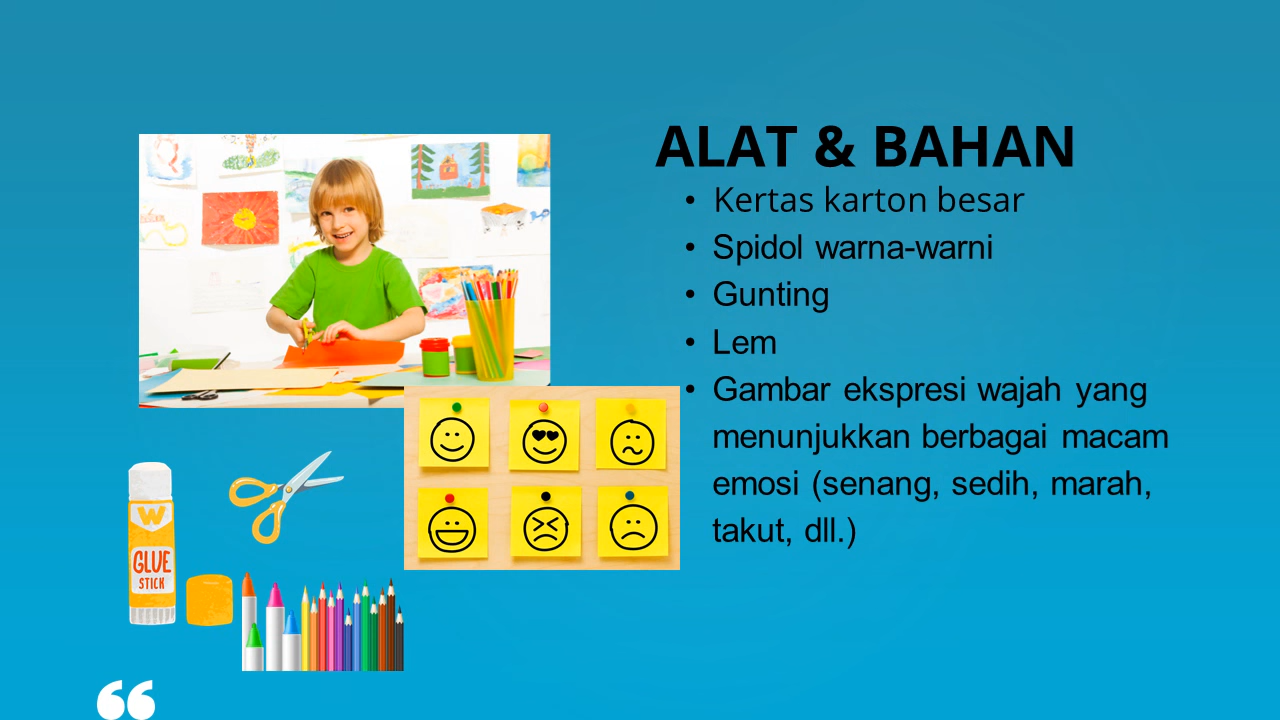 ALAT & BAHAN
• Kertas karton besar
• Spidol warna-warni
• Gunting
• Lem
• Gambar ekspresi wajah yang
menunjukkan berbagai macam
emosi (senang, sedih, marah,
takut, dll.)
W
GLUE
STICK
“